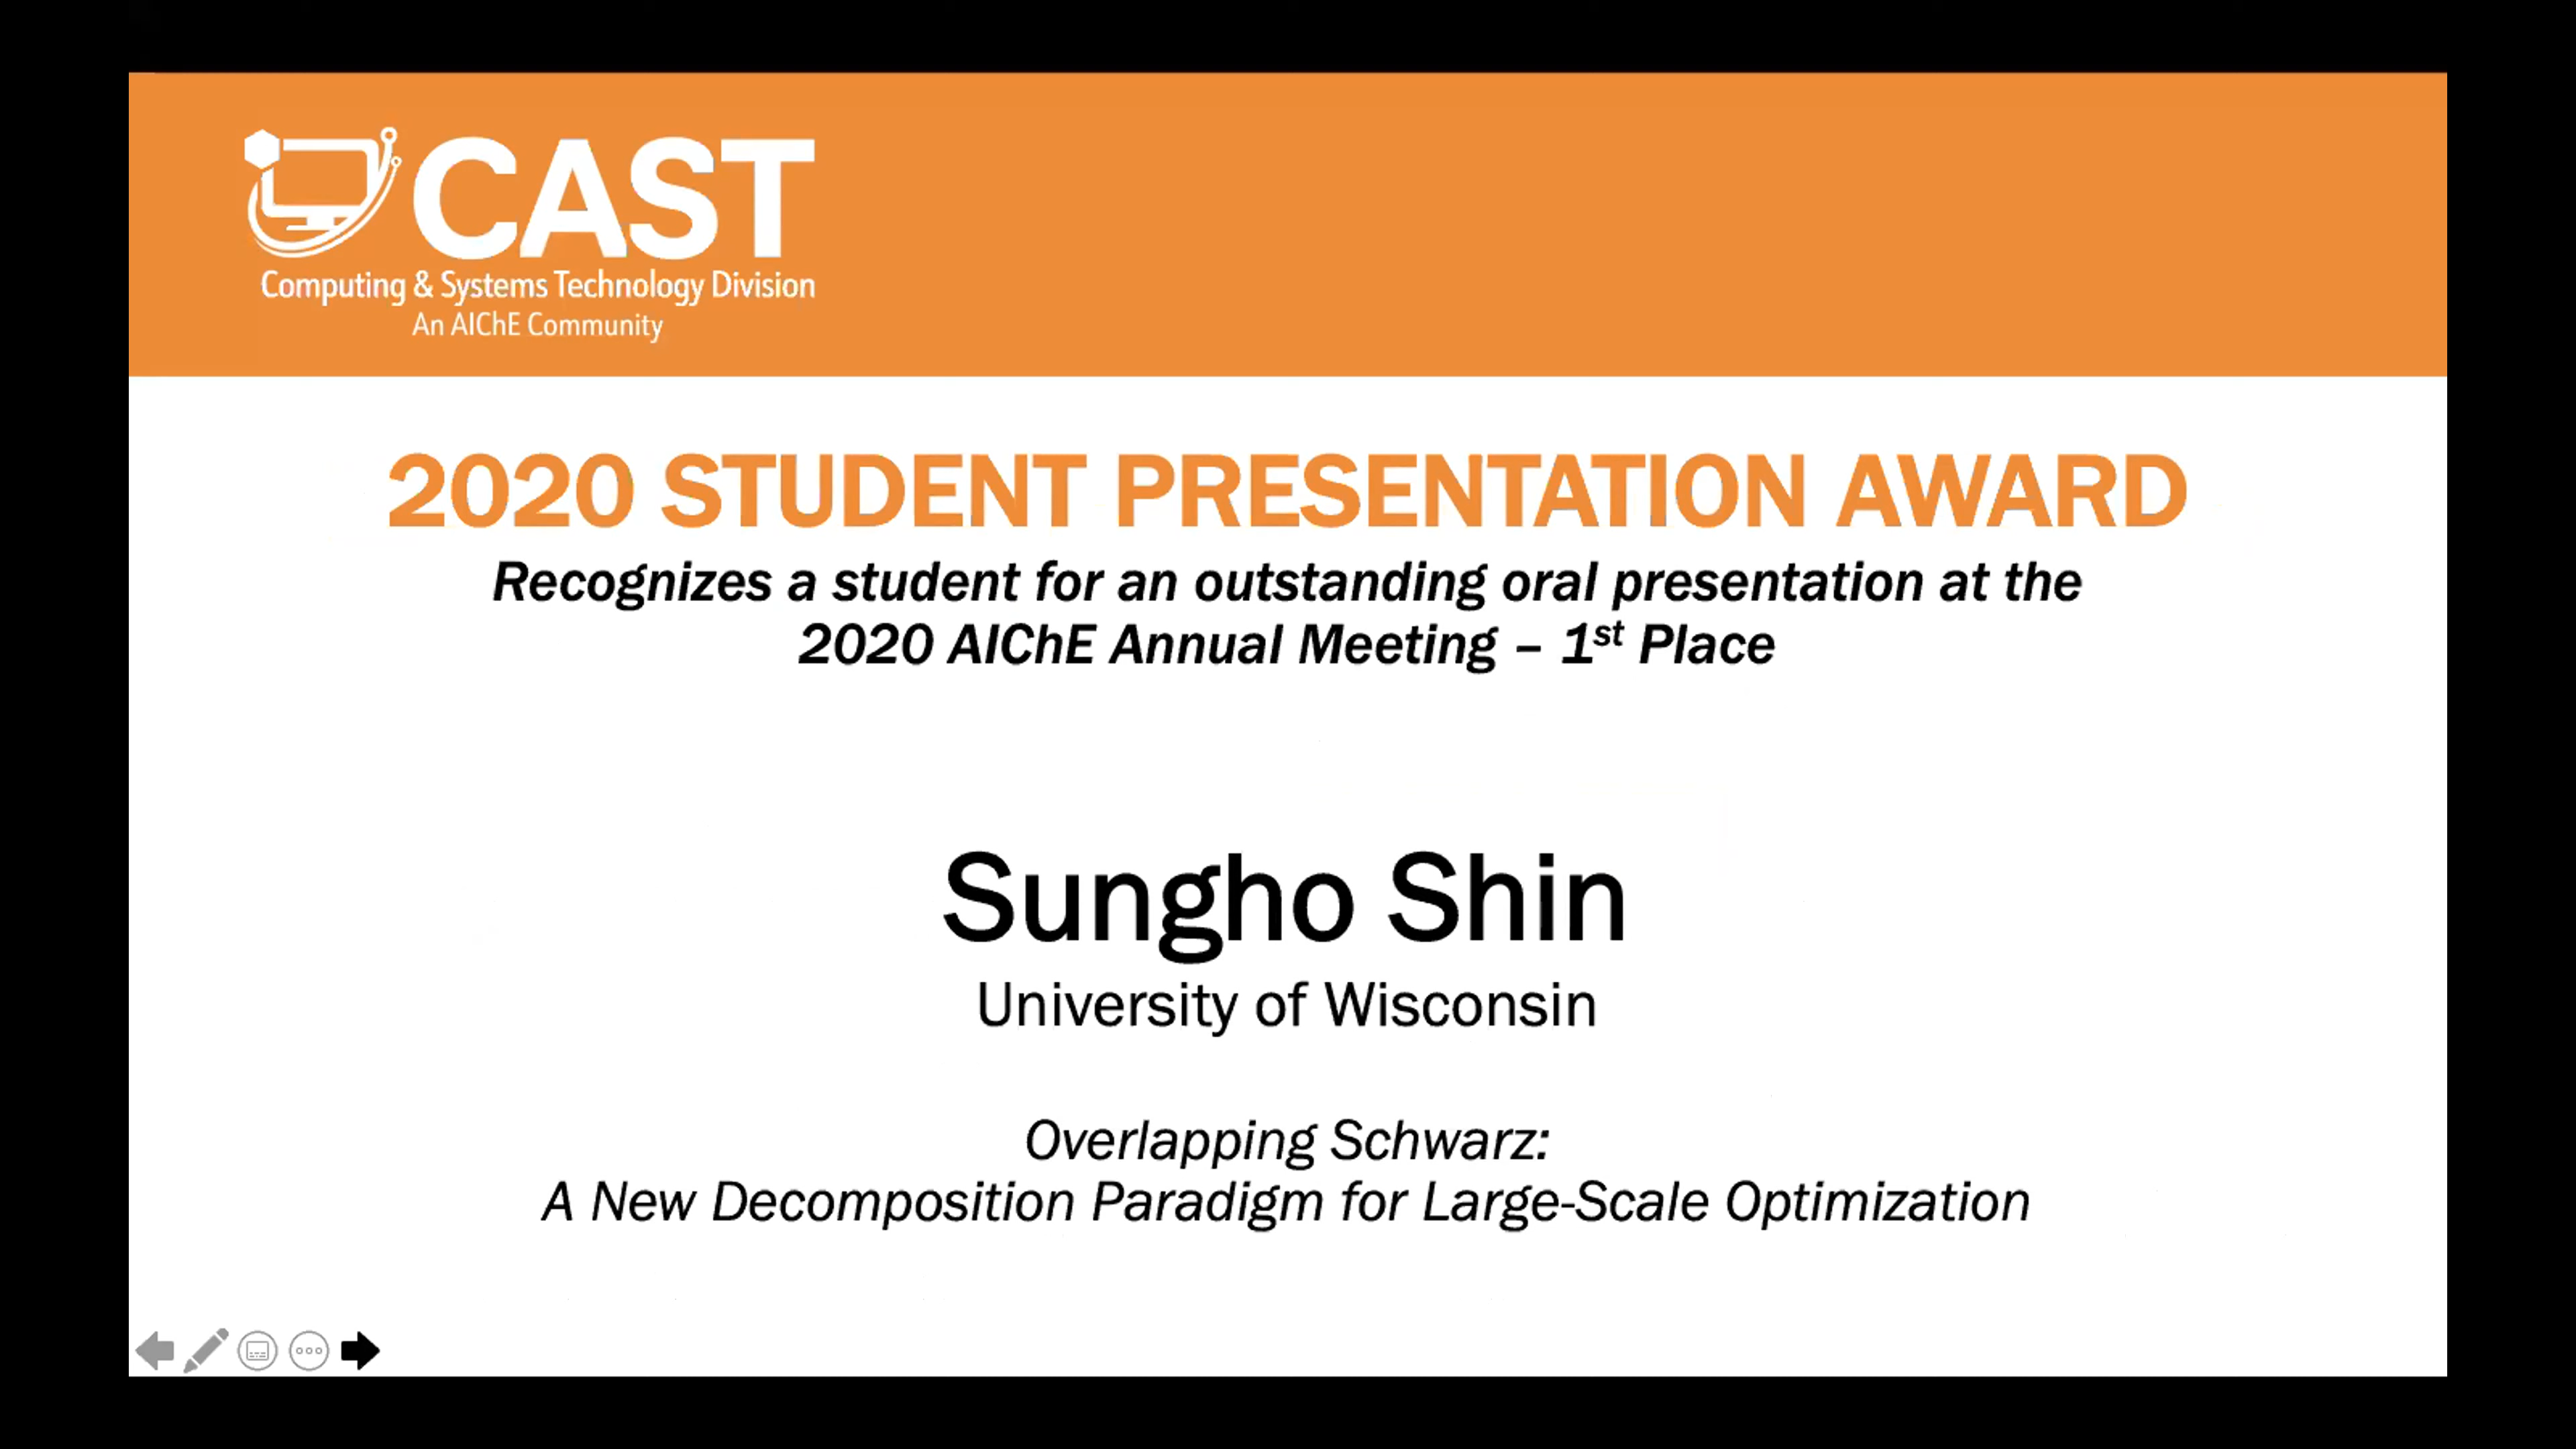 CAST
Computing & Systems Technology Division
An AIChE Community
2020 STUDENT PRESENTATION AWARD
Recognizes a student for an outstanding oral presentation at the
2020 AIChE Annual Meeting – 1st Place
Sungho Shin
University of Wisconsin
Overlapping Schwarz:
A New Decomposition Paradigm for Large-Scale Optimization